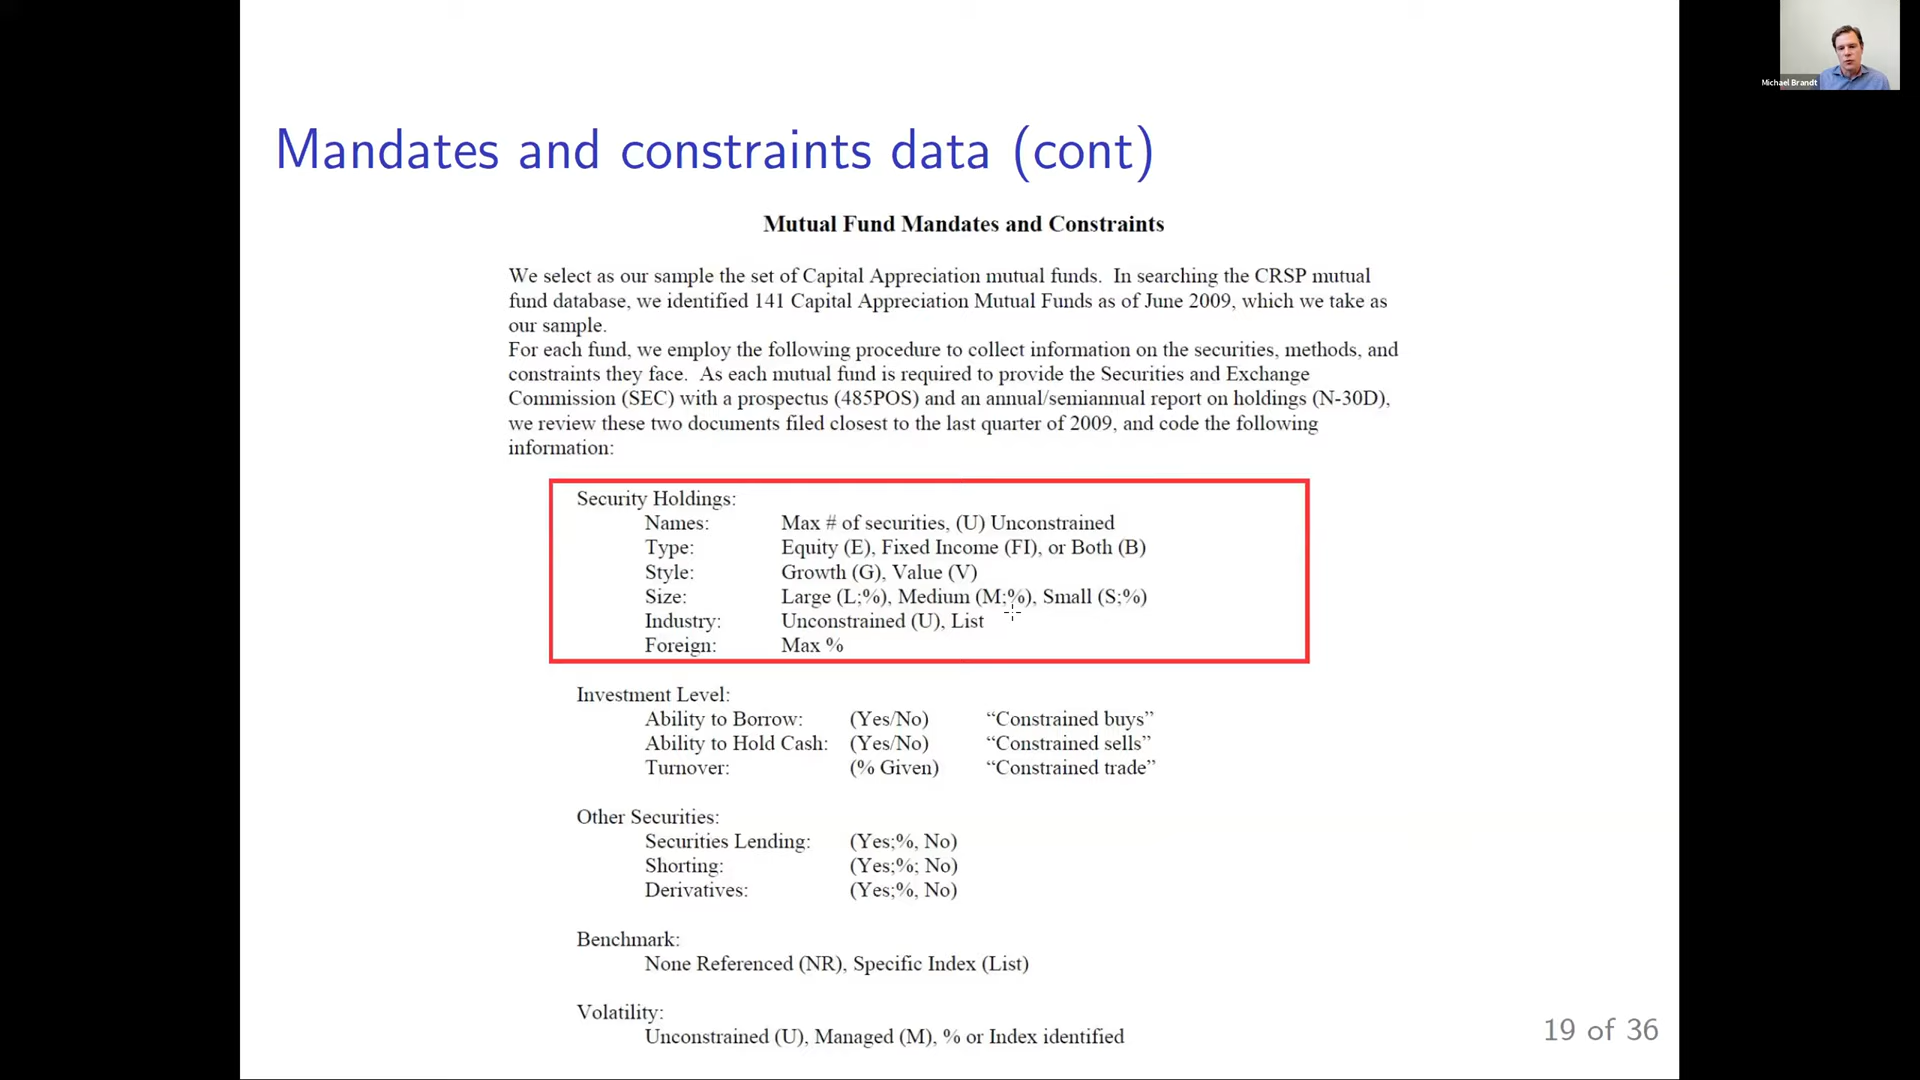 Michael Brandt
Mandates and constraints data (cont)
Mutual Fund Mandates and Constraints
We select as our sample the set of Capital Appreciation mutual funds. In searching the CRSP mutual
fund database, we identified 141 Capital Appreciation Mutual Funds as of June 2009, which we take as
our sample.
For each fund, we employ the following procedure to collect information on the securities, methods, and
constraints they face. As each mutual fund is required to provide the Securities and Exchange
Commission (SEC) with a prospectus (485POS) and an annual/semiannual report on holdings (N-30D),
we review these two documents filed closest to the last quarter of 2009, and code the following
information:
Security Holdings:
Names: Max # of securities, (U) Unconstrained
Type: Equity (E), Fixed Income (FI), or Both (B)
Style: Growth (G), Value (V)
Size: Large (L;%), Medium (M;%), Small (S;%)
Industry: Unconstrained (U), List
Foreign: Max %
Investment Level:
Ability to Borrow: (Yes/No) “Constrained buys”
Ability to Hold Cash: (Yes/No) “Constrained sells”
Turnover: (% Given) “Constrained trade”
Other Securities:
Securities Lending: (Yes;%, No)
Shorting: (Yes;%; No)
Derivatives: (Yes;%, No)
Benchmark:
None Referenced (NR), Specific Index (List)
Volatility:
Unconstrained (U), Managed (M), % or Index identified
19 of 36